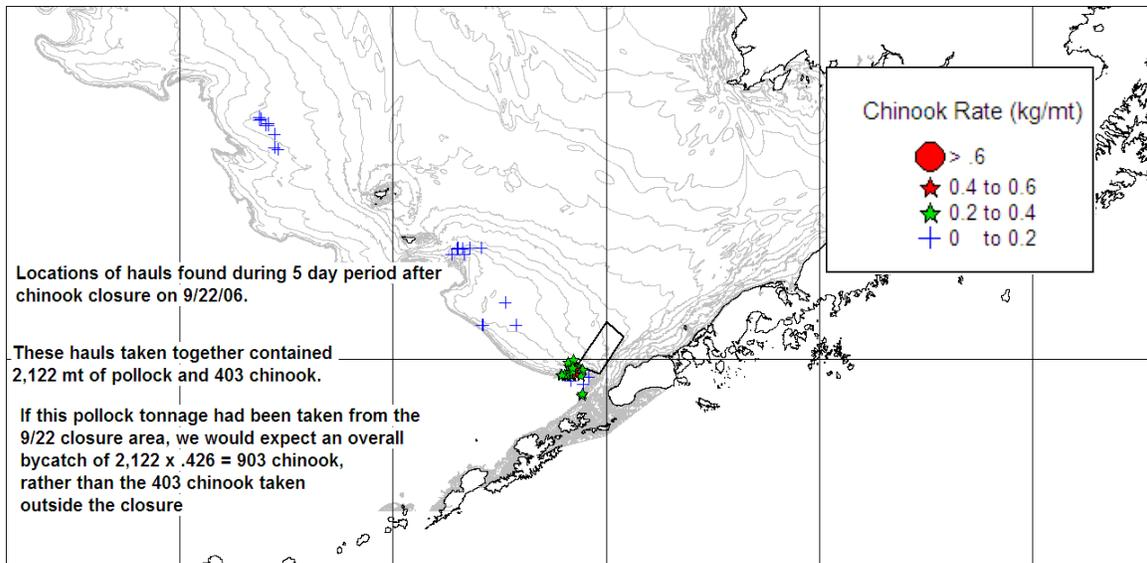 Chinook Rate (kg/mt)
> .6
0.4 to 0.6
0.2 to 0.4
0 to 0.2
Locations of hauls found during 5 day period after
chinook closure on 9/22/06.
These hauls taken together contained
2,122 mt of pollock and 403 chinook.
If this pollock tonnage had been taken from the
9/22 closure area, we would expect an overall
bycatch of 2,122 x .426 = 903 chinook,
rather than the 403 chinook taken
outside the closure